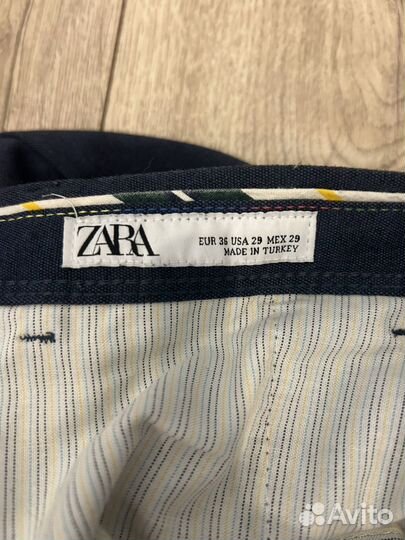 ZARA
EUR 36 USA 29 MEX 29
MADE IN TURKEY
Avito